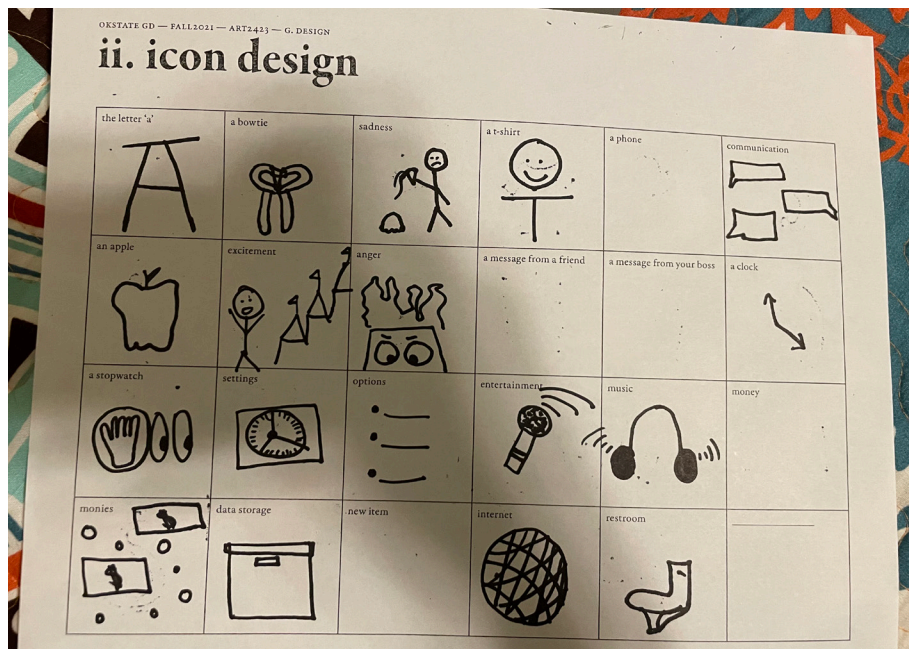 OKSTATE GD — FALL2021 — ART2423 — G. DESIGN
ii. icon design
the letter 'a'
a bowtie
sadness
a t-shirt
a phone
communication
an apple
excitement
anger
a message from a friend
a message from your boss
a clock
a stopwatch
settings
options
entertainment
music
money
monies
$
$
data storage
new item
internet
restroom